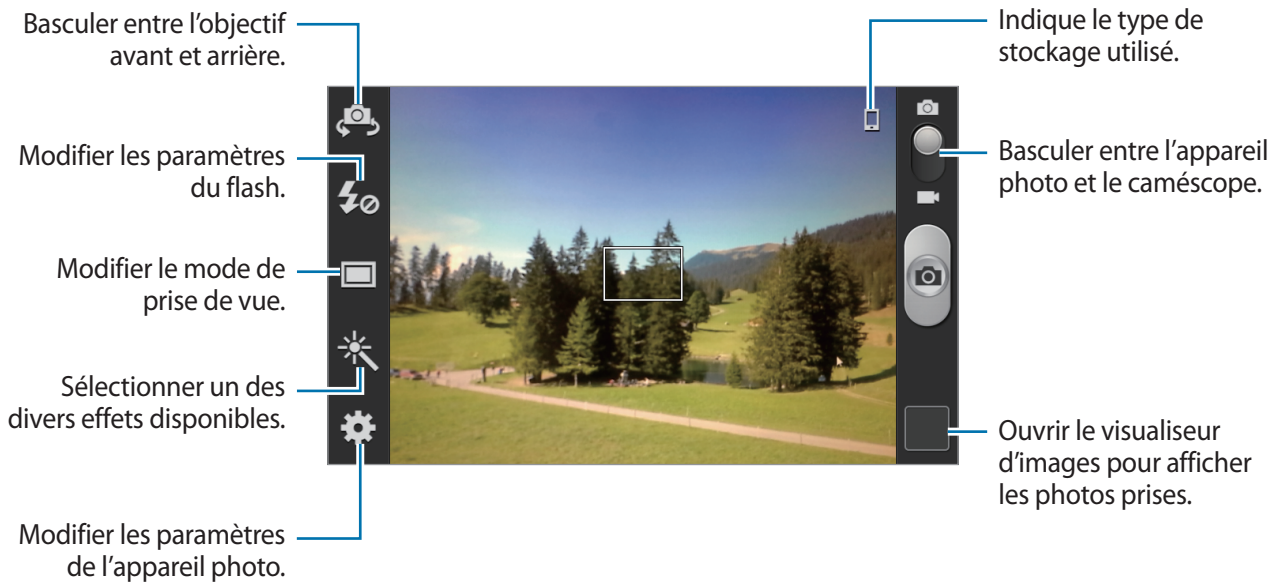 Basculer entre l'objectif
avant et arrière.
Modifier les paramètres
du flash.
Modifier le mode de
prise de vue.
Sélectionner un des
divers effets disponibles.
Modifier les paramètres
de l'appareil photo.
Indique le type de
stockage utilisé.
Basculer entre l'appareil
photo et le caméscope.
Ouvrir le visualiseur
d'images pour afficher
les photos prises.